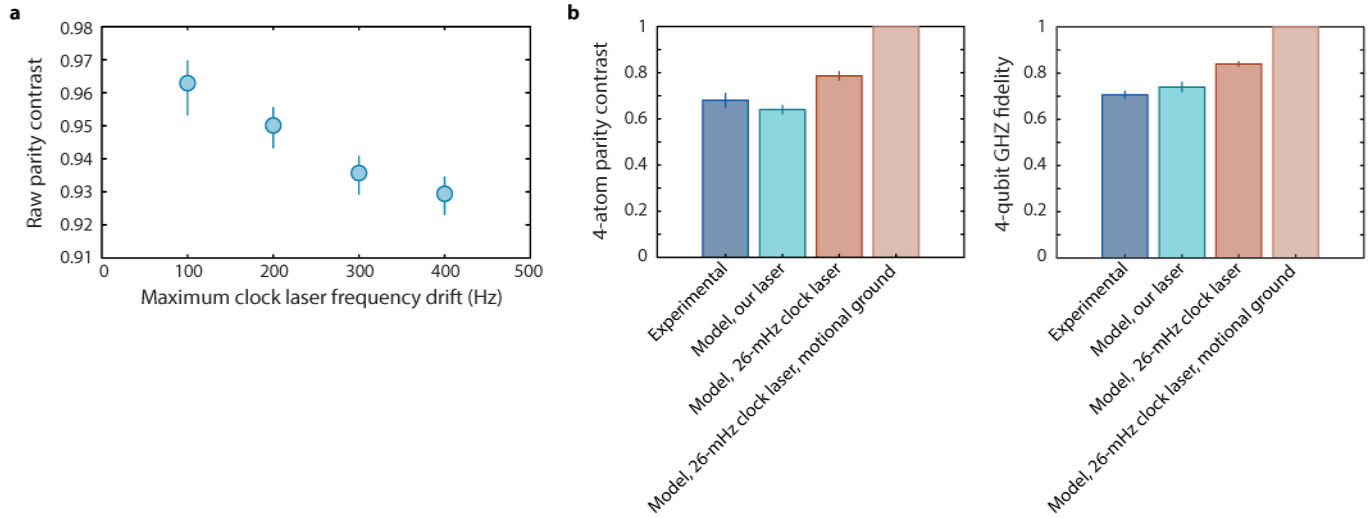 a
0.98
0.97
0.96
0.95
0.94
0.93
0.92
0.91
Raw parity contrast
0
100
200
300
400
500
Maximum clock laser frequency drift (Hz)
b
1
0.8
0.6
0.4
0.2
0
4-atom parity contrast
Experimental
Model, our laser
Model, 26-mHz clock laser
Model, 26-mHz clock laser, motional ground
1
0.8
0.6
0.4
0.2
0
4-qubit GHZ fidelity
Experimental
Model, our laser
Model, 26-mHz clock laser
Model, 26-mHz clock laser, motional ground